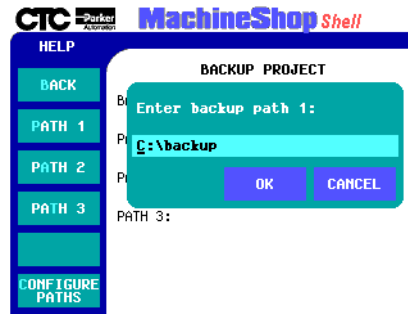 CTC Parker Automation MachineShop Shell
HELP
BACKUP PROJECT
BACK
Enter backup path 1:
PATH 1
C:\backup
PATH 2
OK CANCEL
PATH 3
PATH 3:
CONFIGURE
PATHS